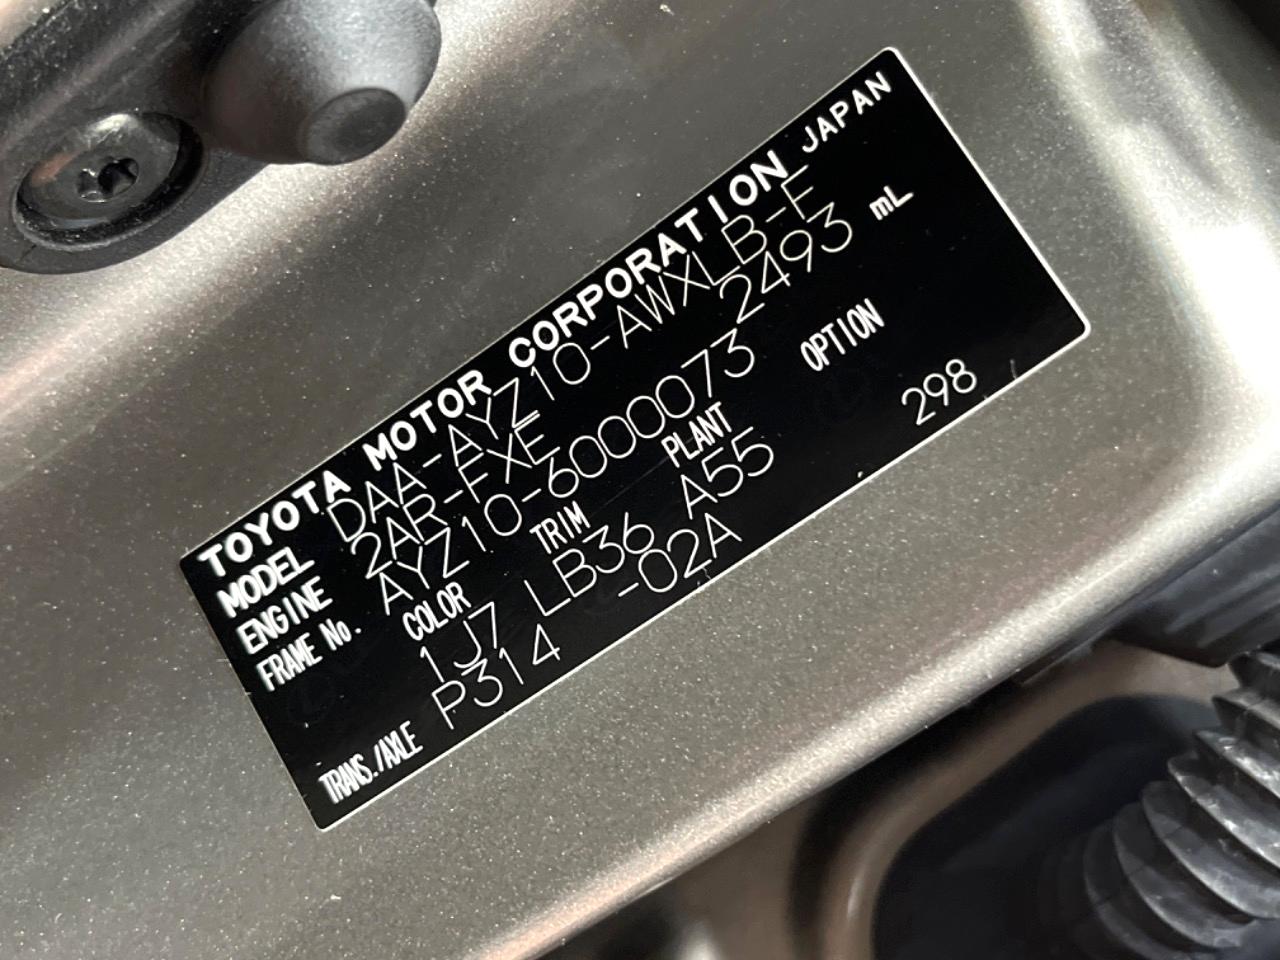 TOYOTA MOTOR CORPORATION JAPAN
MODEL DAA-AYZ10-AWXLB-F
ENGINE 2AR-FXE 2493 mL
FRAME No. AYZ10-6000073
COLOR TRIM PLANT OPTION
1J7 LB36 A55 298
TRANS./AXLE P314 -02A